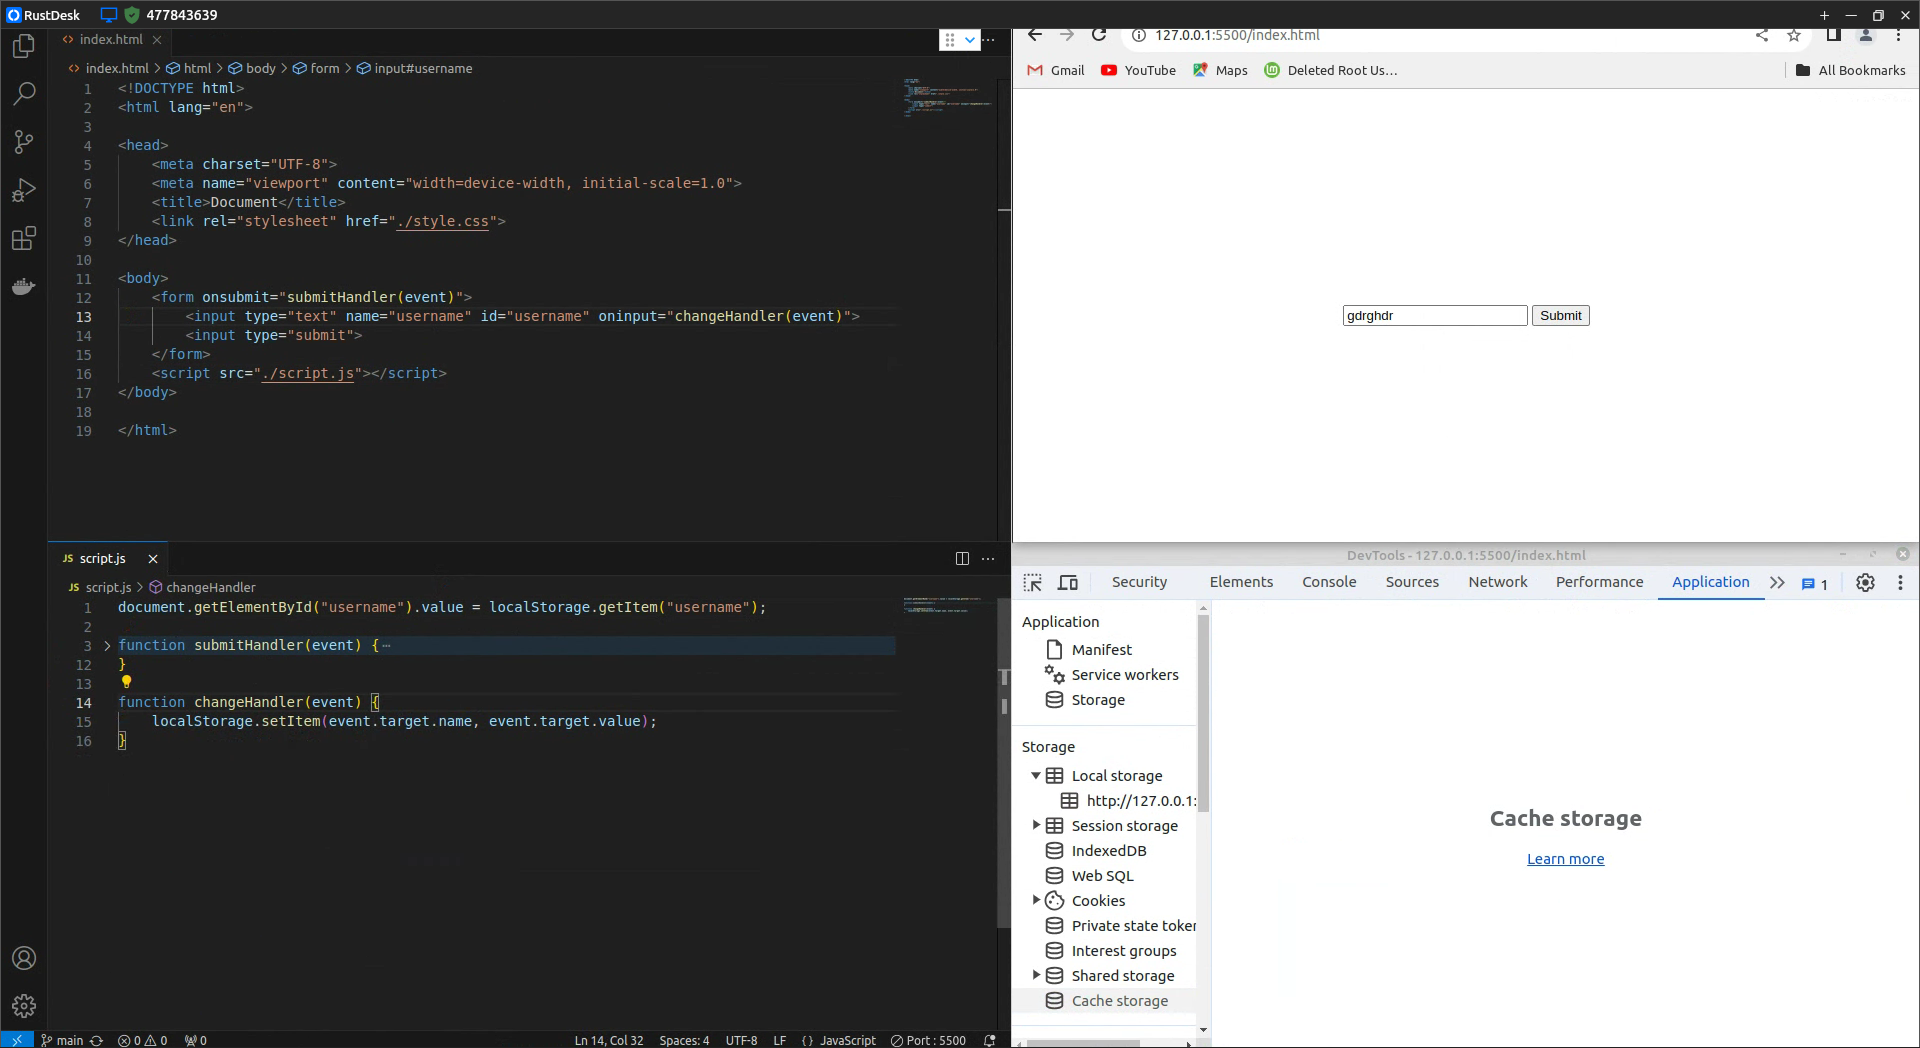 RustDesk 477843639
index.html
index.html > html > body > form > input#username
1 <!DOCTYPE html>
2 <html lang="en">
3
4 <head>
5 <meta charset="UTF-8">
6 <meta name="viewport" content="width=device-width, initial-scale=1.0">
7 <title>Document</title>
8 <link rel="stylesheet" href="./style.css">
9 </head>
10
11 <body>
12 <form onsubmit="submitHandler(event)">
13 <input type="text" name="username" id="username" oninput="changeHandler(event)">
14 <input type="submit">
15 </form>
16 <script src="./script.js"></script>
17 </body>
18
19 </html>
JS script.js
JS script.js > changeHandler
1 document.getElementById("username").value = localStorage.getItem("username");
2
3 function submitHandler(event) {⋯
12 }
13
14 function changeHandler(event) {
15 localStorage.setItem(event.target.name, event.target.value);
16 }
main 0 0 0 Ln 14, Col 32 Spaces: 4 UTF-8 LF {} JavaScript Port : 5500
127.0.0.1:5500/index.html
Gmail YouTube Maps Deleted Root Us... All Bookmarks
gdrghdr Submit
DevTools - 127.0.0.1:5500/index.html
Security Elements Console Sources Network Performance Application 1
Application
Manifest
Service workers
Storage
Storage
Local storage
http://127.0.0.1:
Session storage
IndexedDB
Web SQL
Cookies
Private state token
Interest groups
Shared storage
Cache storage
Cache storage
Learn more